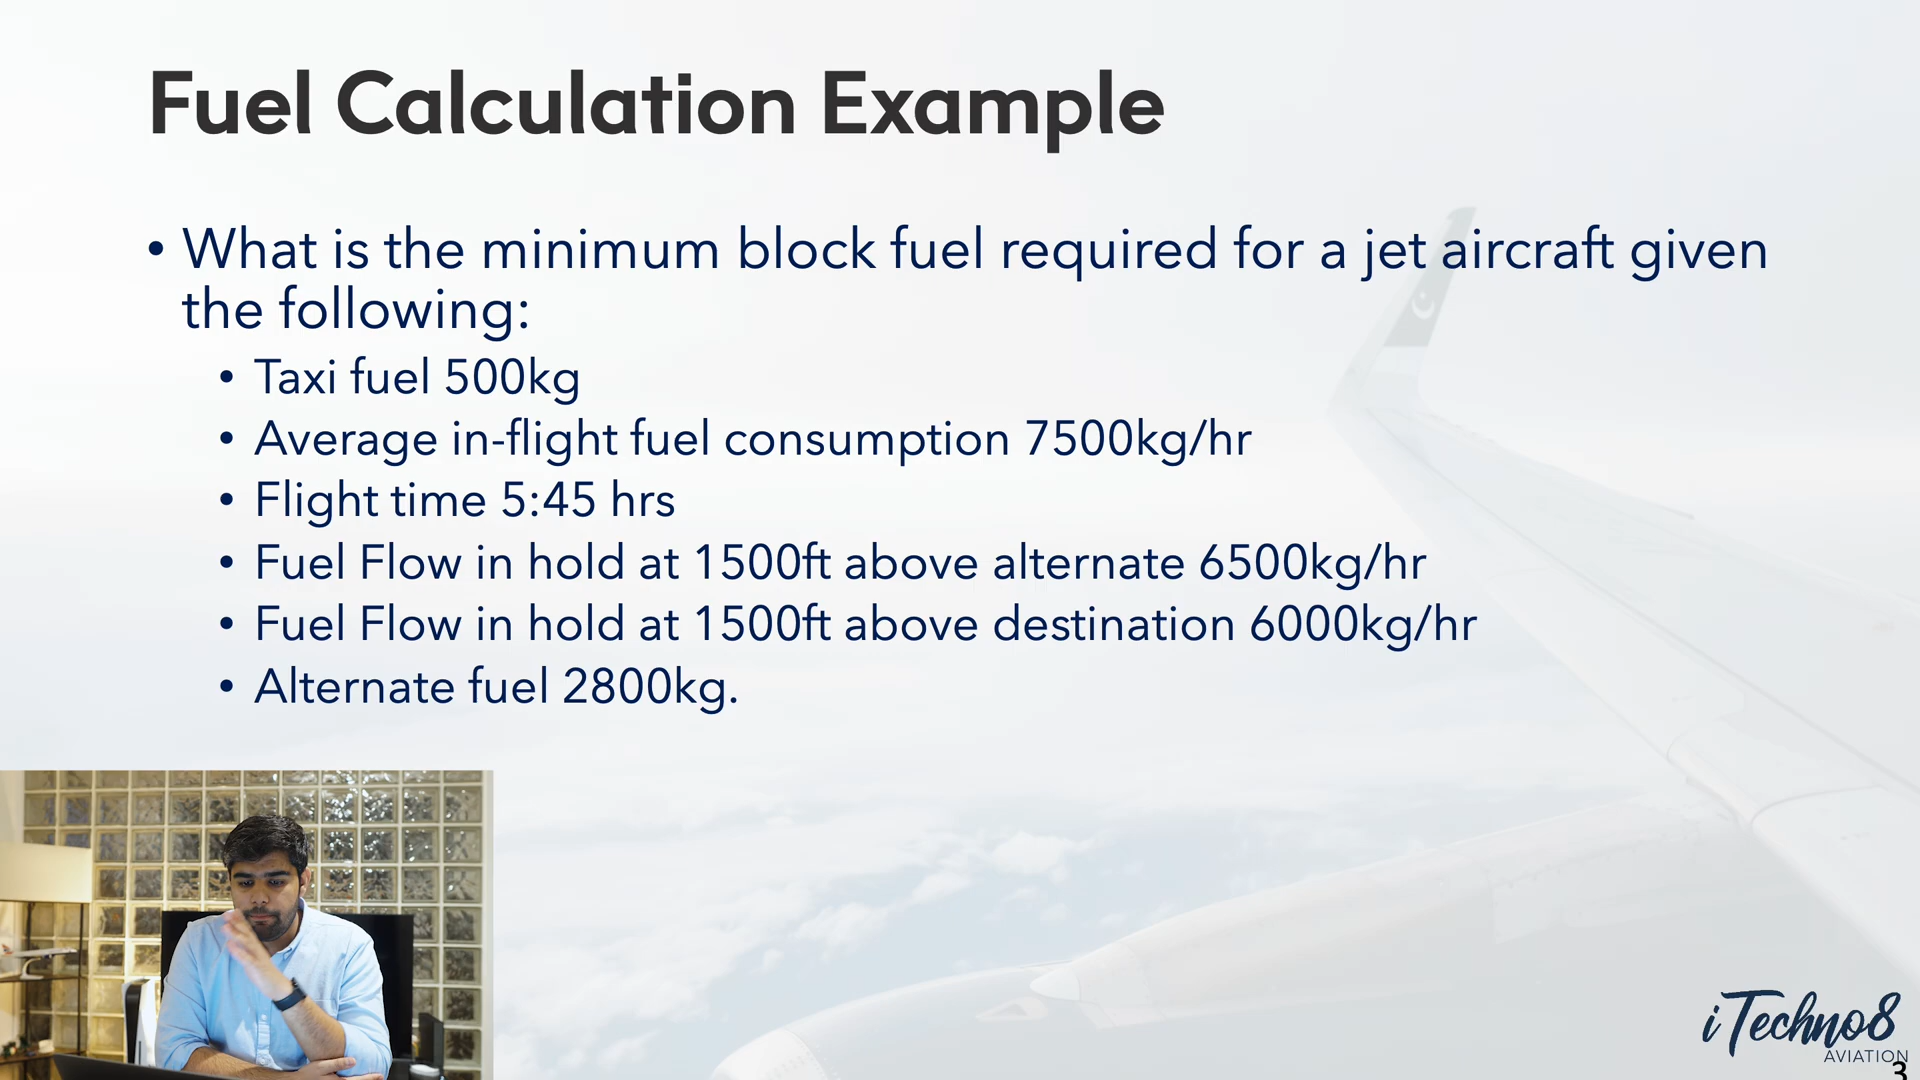 Fuel Calculation Example
• What is the minimum block fuel required for a jet aircraft given
the following:
• Taxi fuel 500kg
• Average in-flight fuel consumption 7500kg/hr
• Flight time 5:45 hrs
• Fuel Flow in hold at 1500ft above alternate 6500kg/hr
• Fuel Flow in hold at 1500ft above destination 6000kg/hr
• Alternate fuel 2800kg.
iTechno8
AVIATION
3